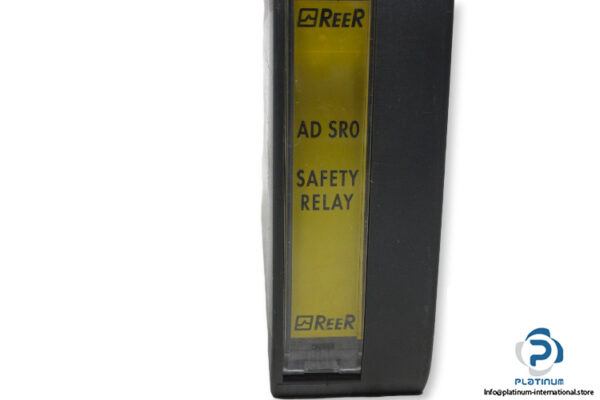 REER
AD SR0
SAFETY
RELAY
REER
PLATINUM
Info@platinum-international.store